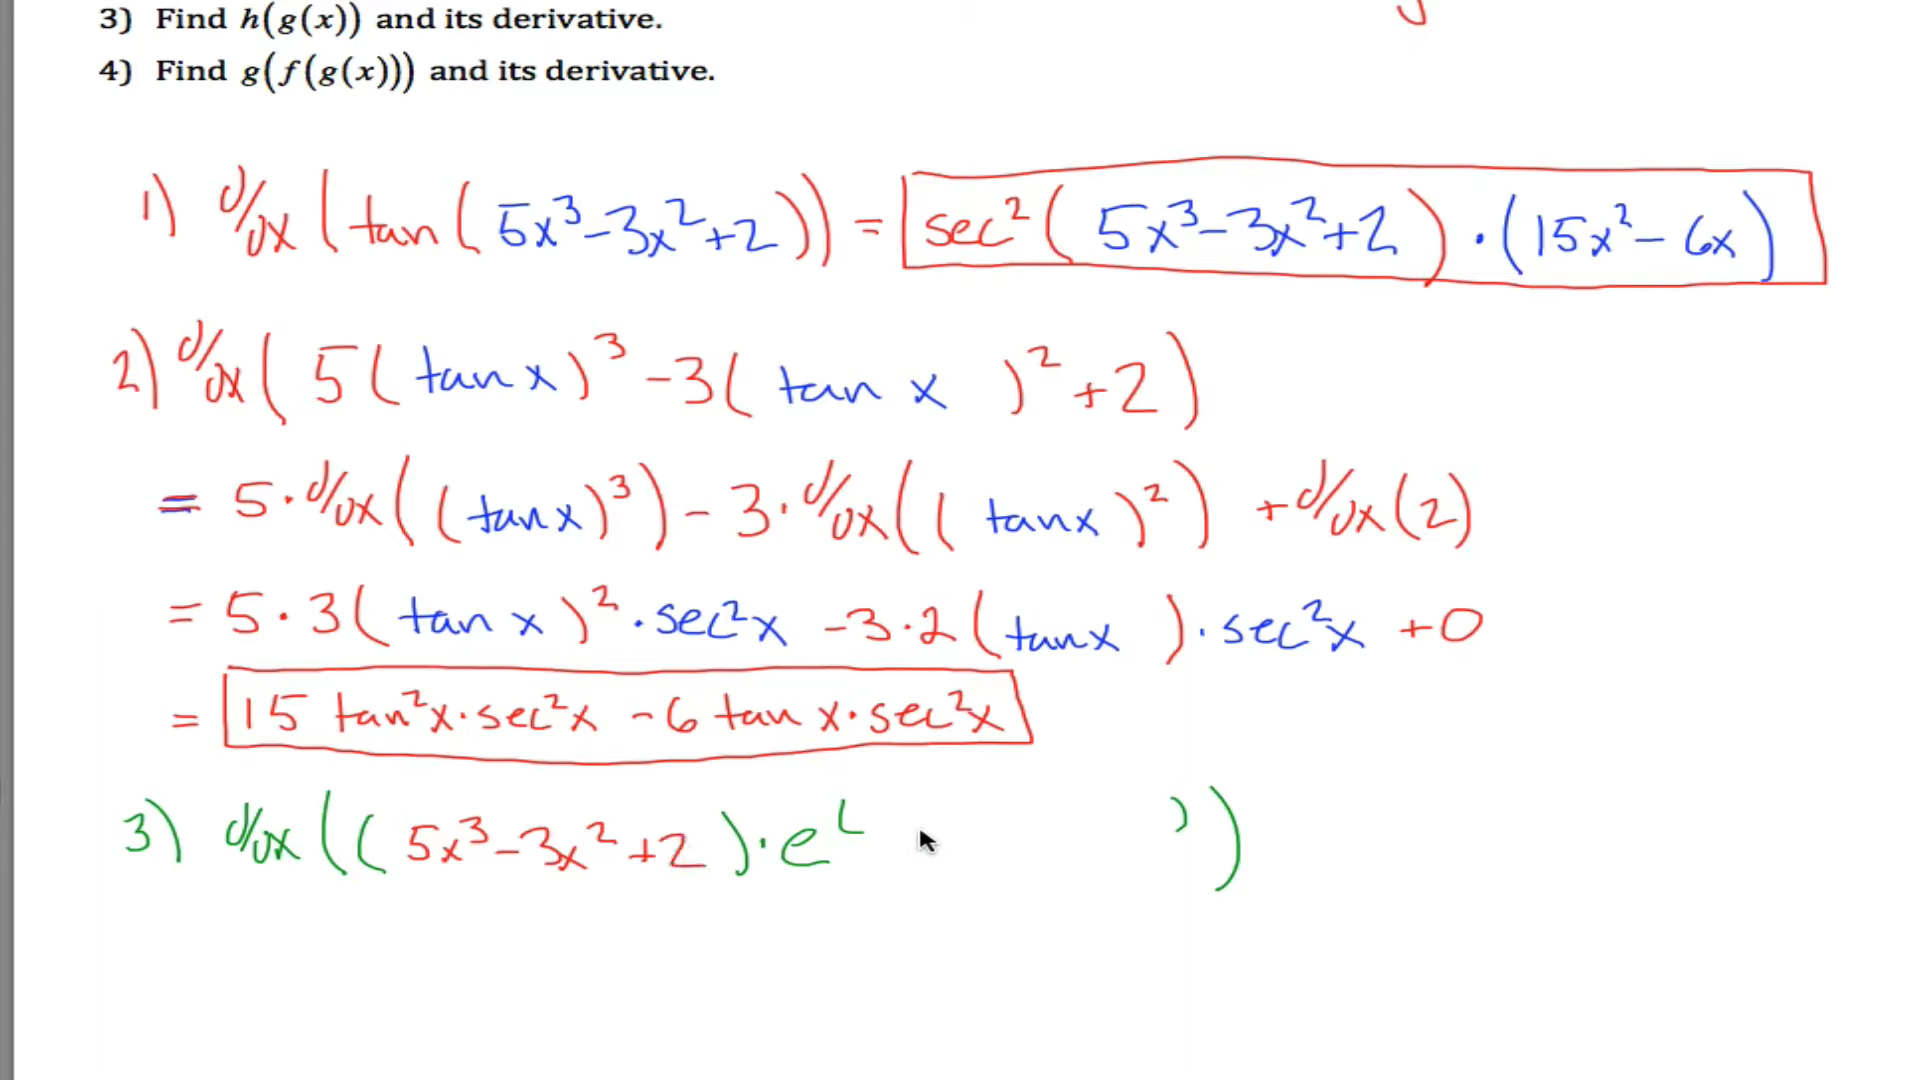 3) Find h(g(x)) and its derivative.
4) Find g(f(g(x))) and its derivative.
1) d/dx (tan(5x³-3x²+2)) = sec²(5x³-3x²+2)·(15x²-6x)
2) d/dx (5(tan x)³-3(tan x)²+2)
= 5·d/dx((tanx)³) - 3·d/dx((tanx)²) + d/dx(2)
= 5·3(tan x)²·sec²x -3·2(tanx)·sec²x +0
= 15 tan²x·sec²x -6 tan x·sec²x
3) d/dx((5x³-3x²+2)·e^( ))